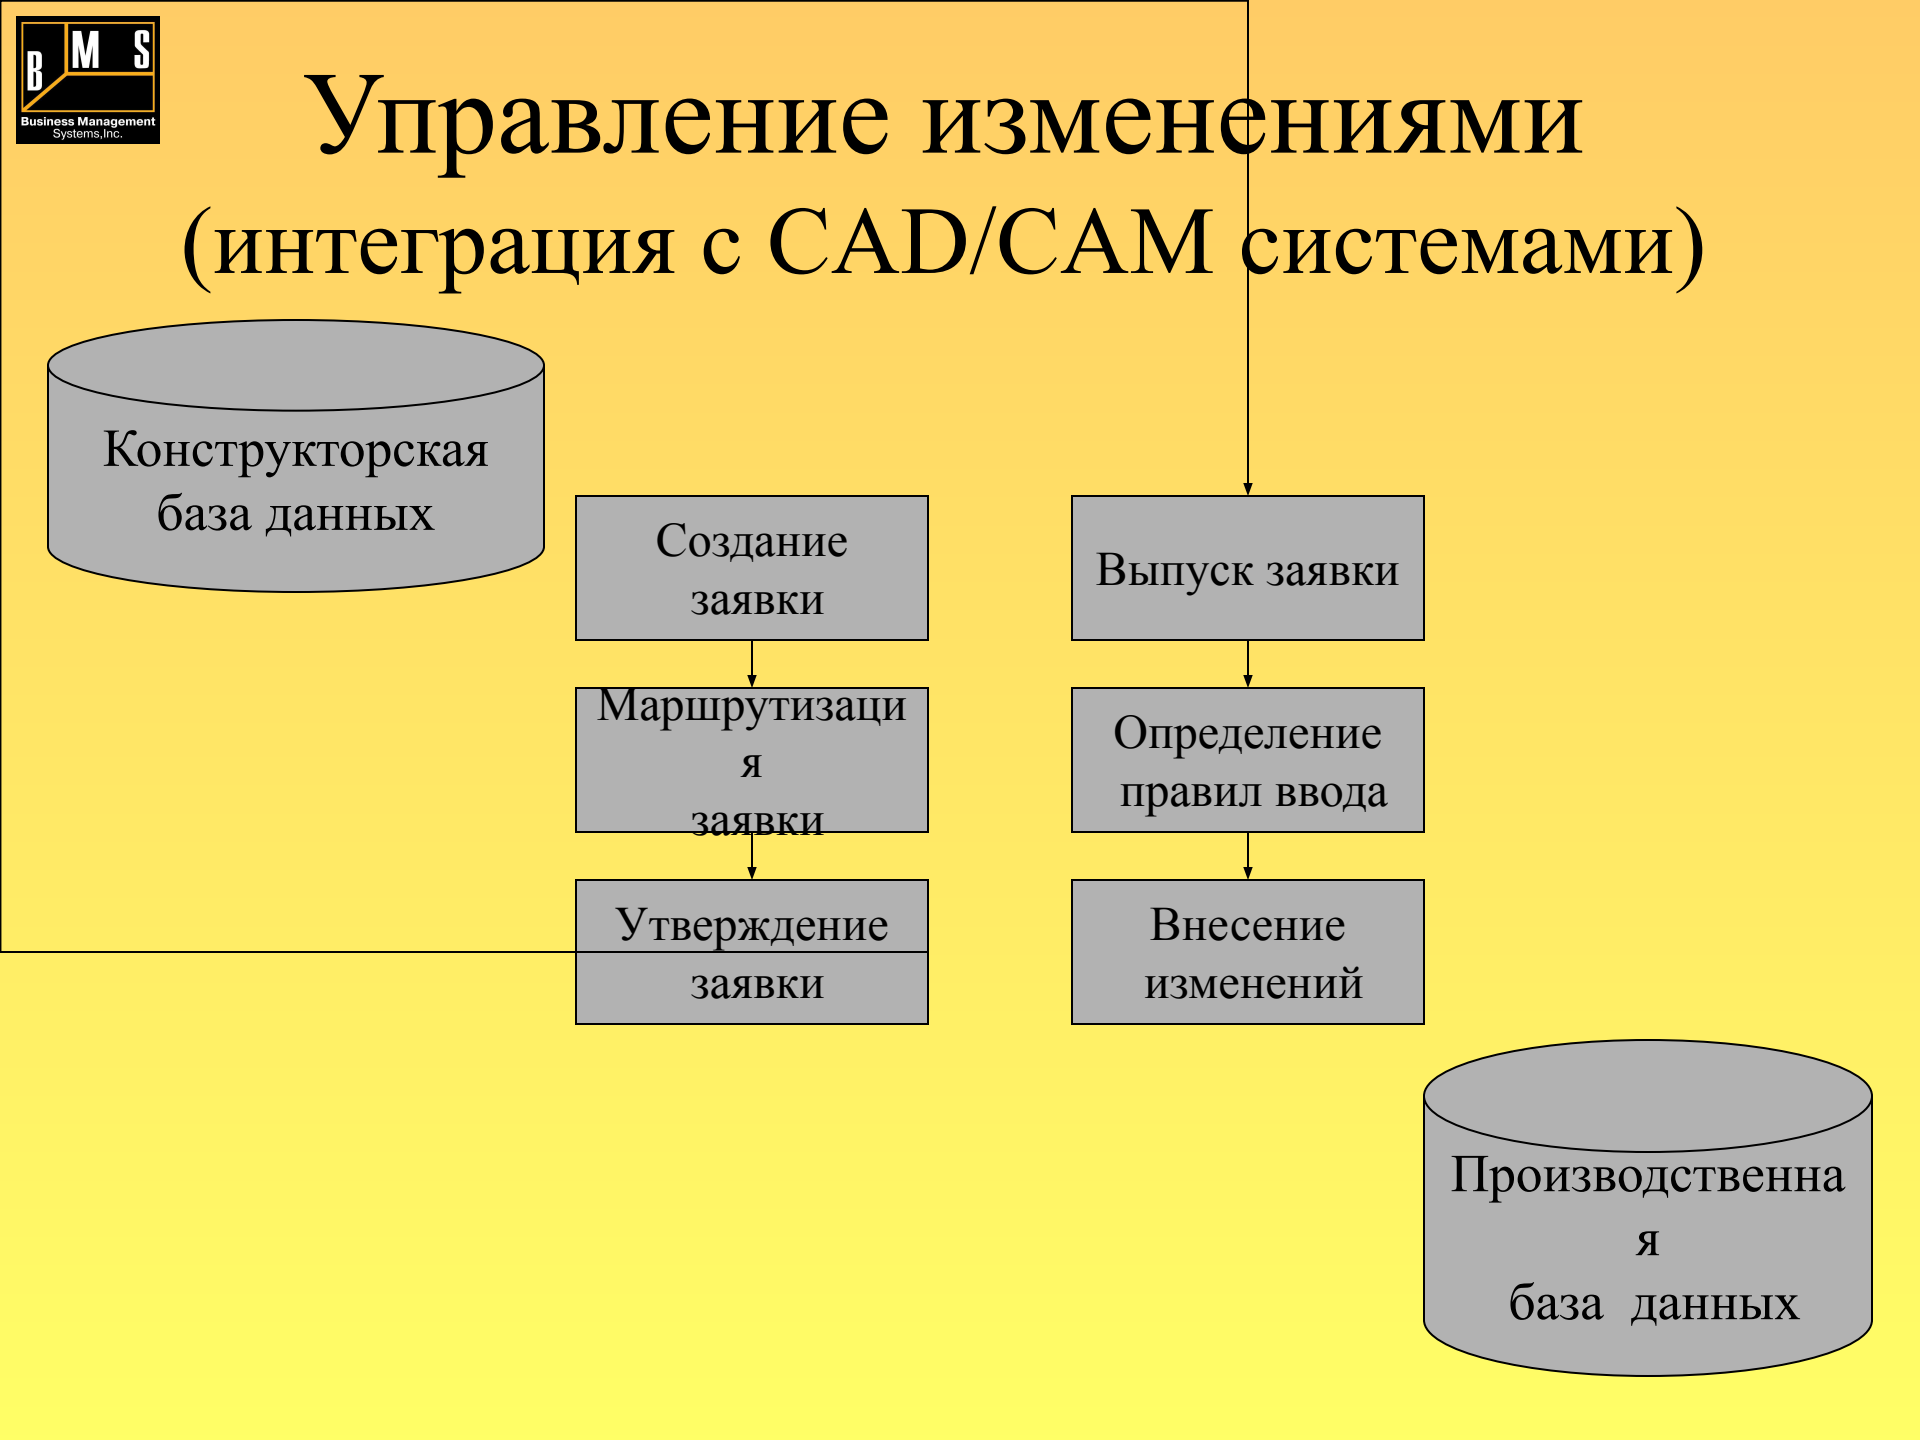 B M S
Business Management
Systems,Inc.
Управление изменениями
(интеграция с CAD/CAM системами)
Конструкторская
база данных
Создание
заявки
Маршрутизаци
я
заявки
Утверждение
заявки
Выпуск заявки
Определение
правил ввода
Внесение
изменений
Производственна
я
база данных